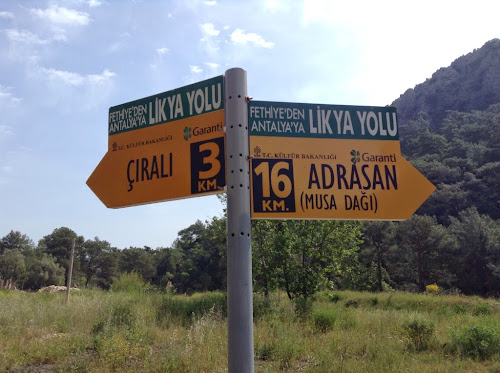 FETHİYE'DEN
ANTALYA'YA LİKYA YOLU
T.C. KÜLTÜR BAKANLIĞI Garanti
ÇIRALI 3 KM.
FETHİYE'DEN
ANTALYA'YA LİKYA YOLU
T.C. KÜLTÜR BAKANLIĞI Garanti
16 KM. ADRASAN
(MUSA DAĞI)